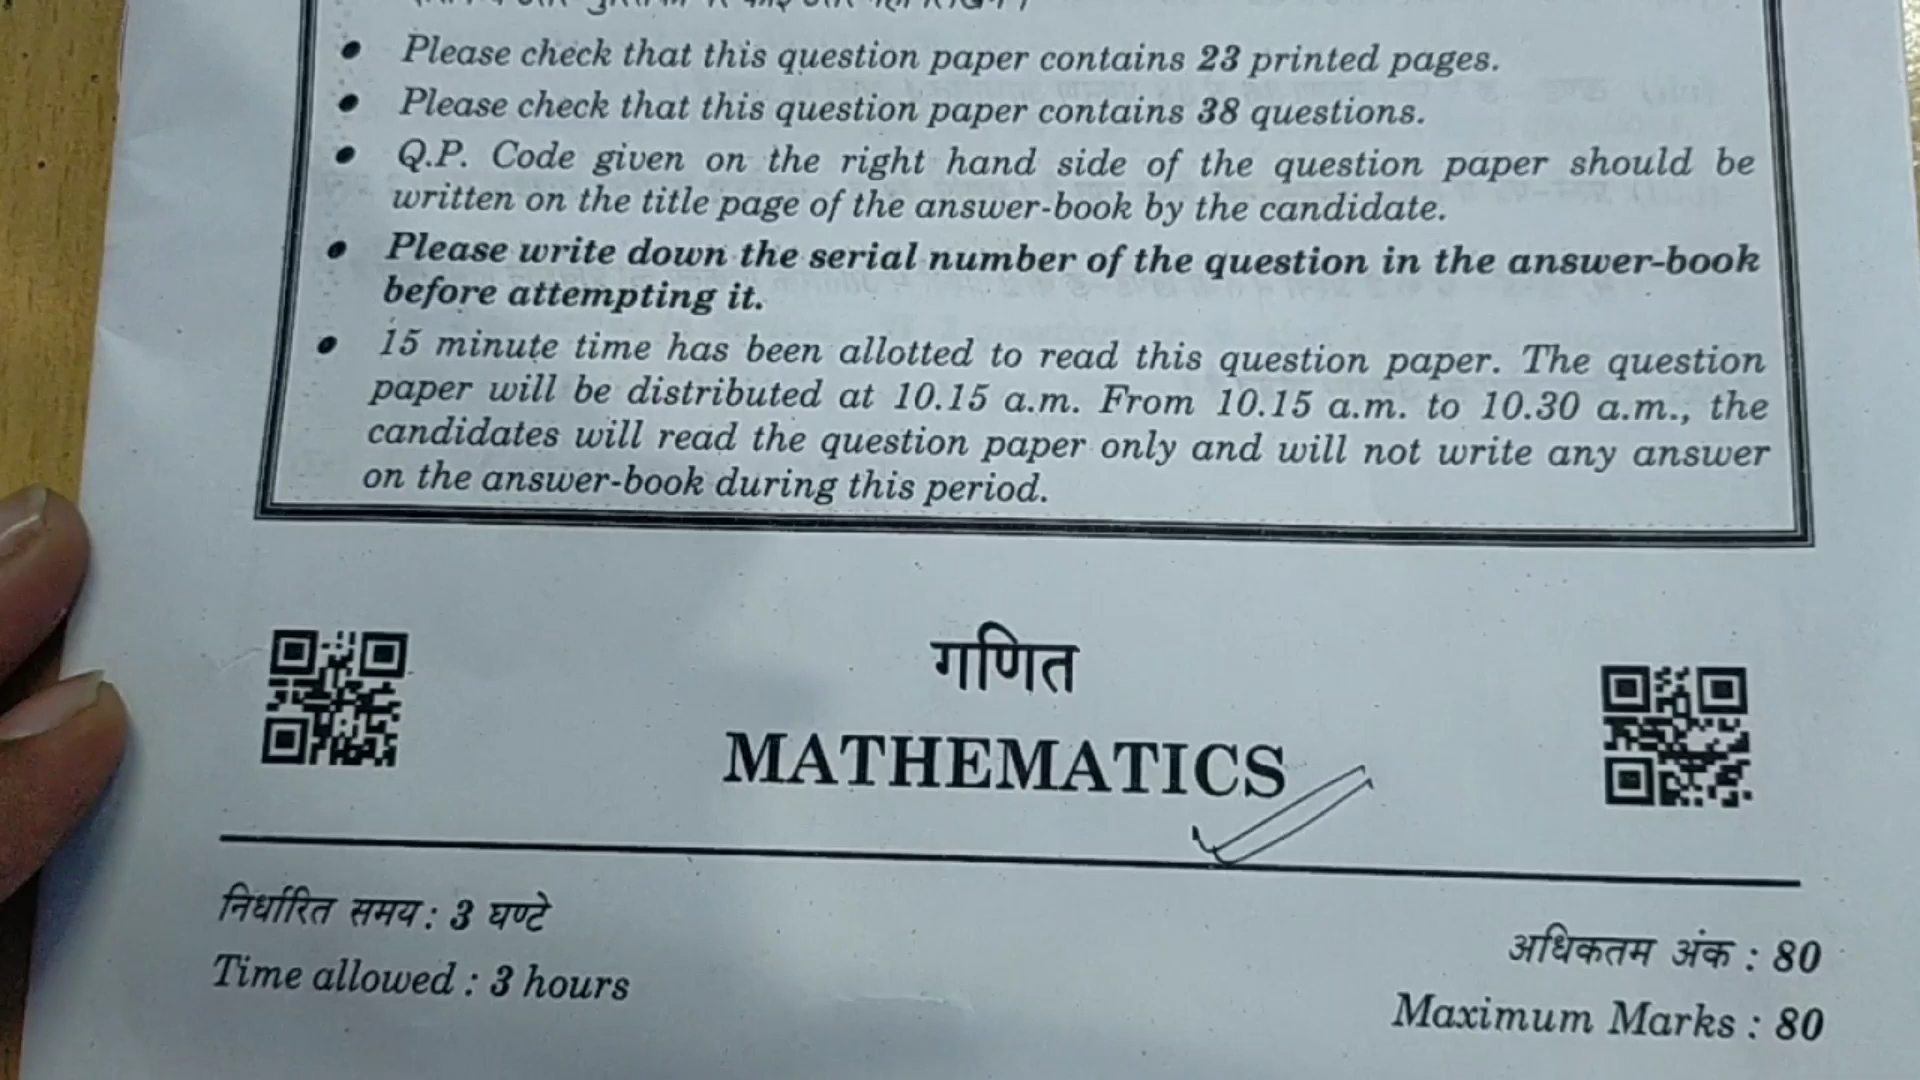 • Please check that this question paper contains 23 printed pages.
• Please check that this question paper contains 38 questions.
• Q.P. Code given on the right hand side of the question paper should be
written on the title page of the answer-book by the candidate.
• Please write down the serial number of the question in the answer-book
before attempting it.
• 15 minute time has been allotted to read this question paper. The question
paper will be distributed at 10.15 a.m. From 10.15 a.m. to 10.30 a.m., the
candidates will read the question paper only and will not write any answer
on the answer-book during this period.
गणित
MATHEMATICS
निर्धारित समय : 3 घण्टे
Time allowed : 3 hours
अधिकतम अंक : 80
Maximum Marks : 80